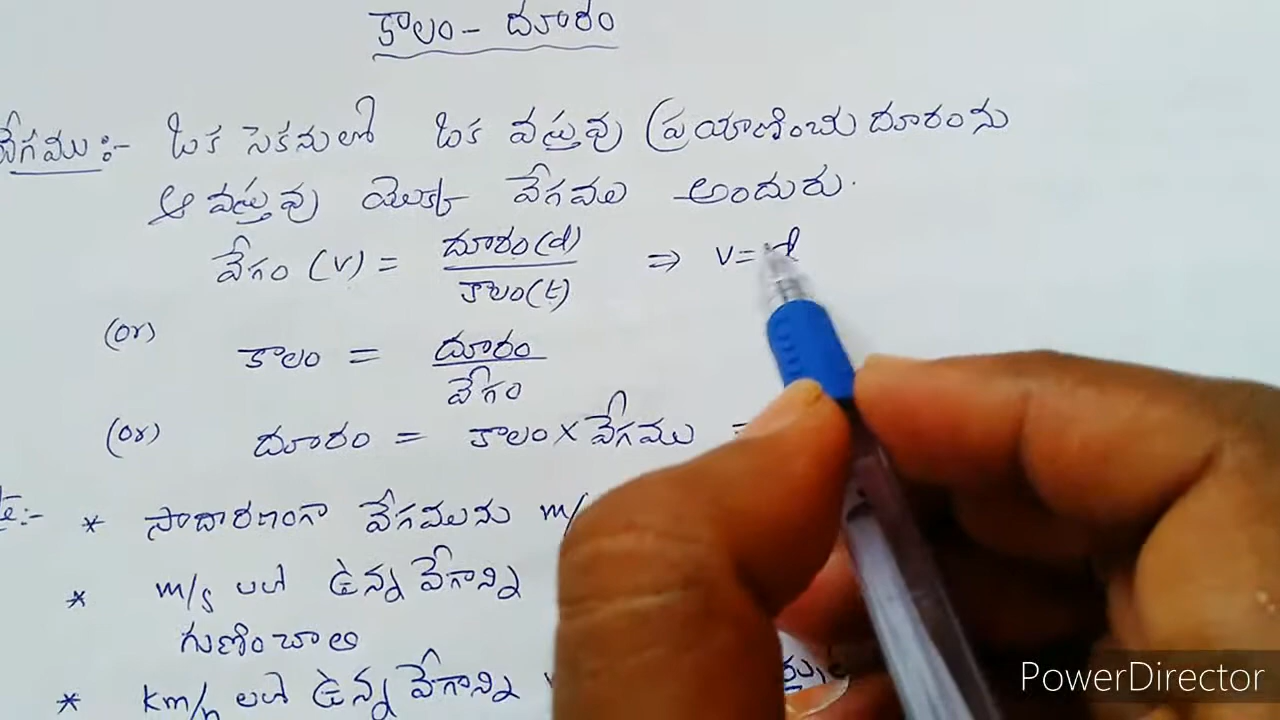 కాలం - దూరం
వేగము :- ఒక సెకనులో ఒక వస్తువు ప్రయాణించు దూరంను
ఆ వస్తువు యొక్క వేగము అందురు.
వేగం (v) = దూరం(d) / కాలం(t) ⇒ v = d
(or) కాలం = దూరం / వేగం
(or) దూరం = కాలం × వేగము =
* సాదారణంగా వేగమును m/
* m/s లలో ఉన్న వేగాన్ని
గుణించాలి
* km/h లలో ఉన్న వేగాన్ని
PowerDirector